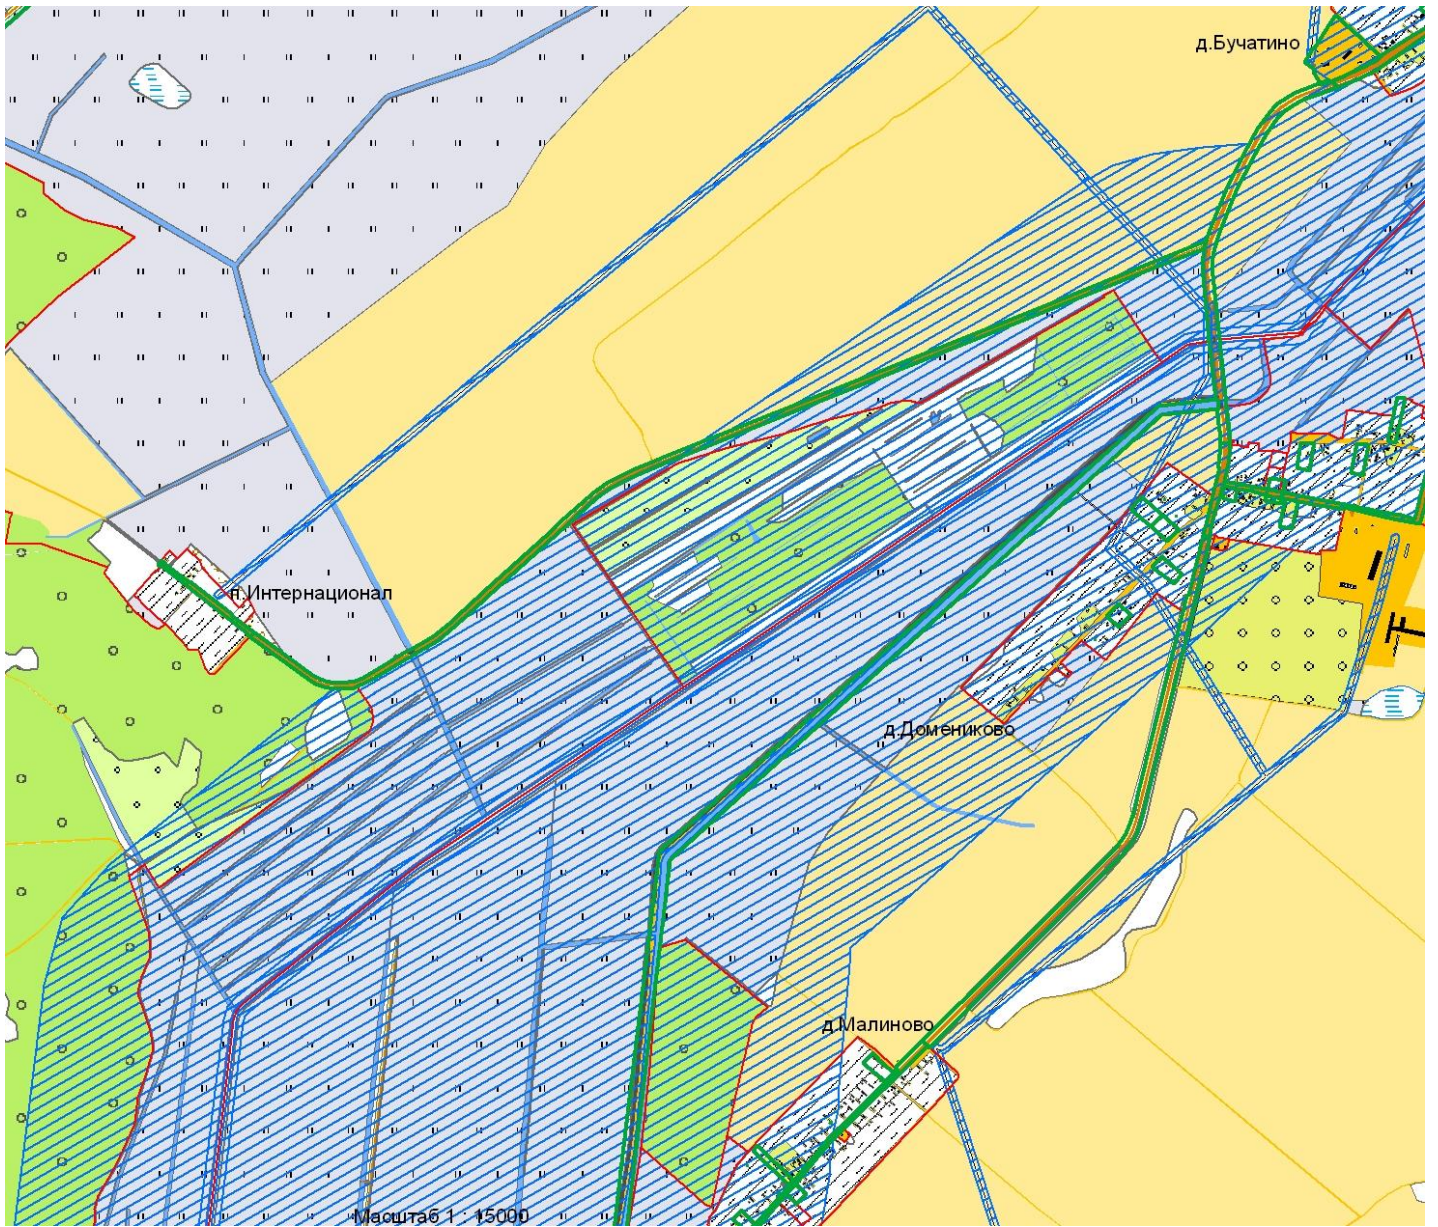 д.Бучатино
п.Интернационал
д.Домениково
д.Малиново
Масштаб 1 : 15000